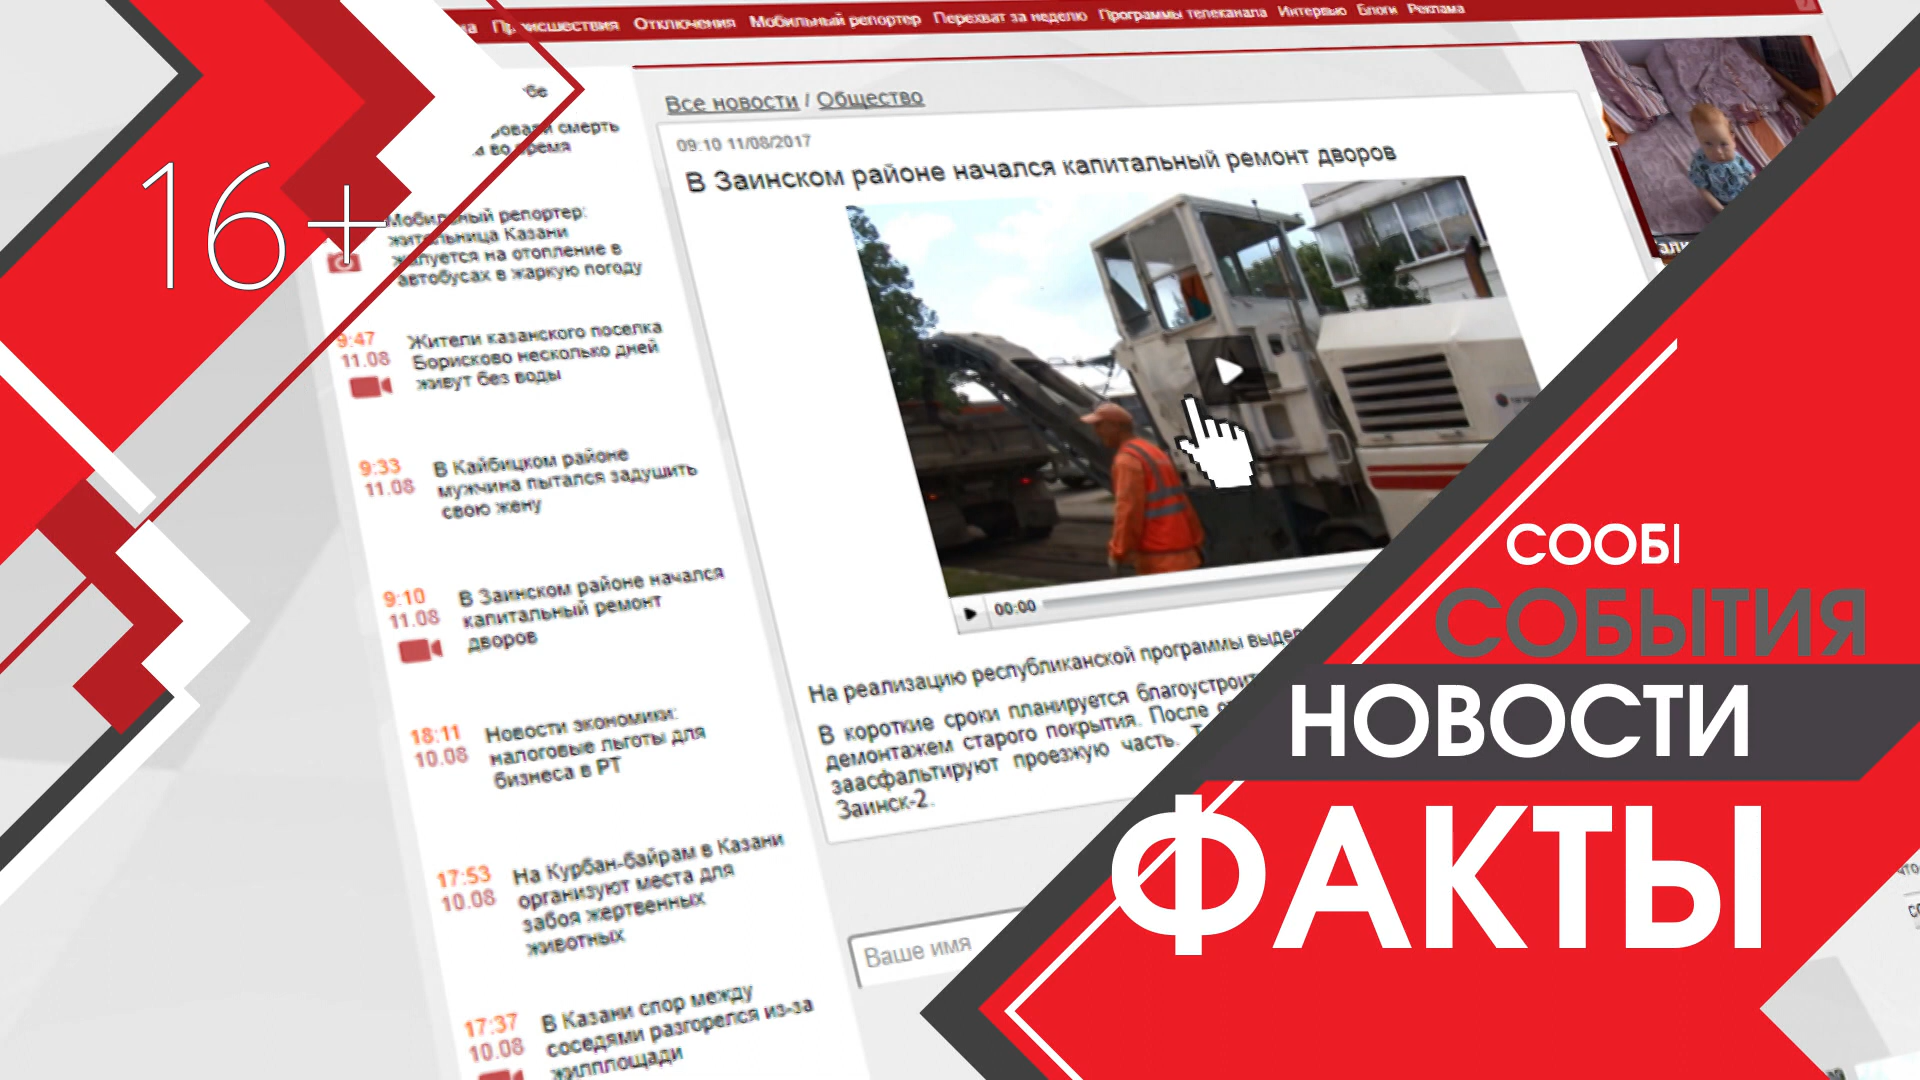 Происшествия Отключения Мобильный репортер Перехват за неделю Программы телеканала Интервью Блоги Реклама
16+
смерть
во время
Мобильный репортер:
жительница Казани
жалуется на отопление в
автобусах в жаркую погоду
9:47
11.08
Жители казанского поселка
Борисково несколько дней
живут без воды
9:33
11.08
В Кайбицком районе
мужчина пытался задушить
свою жену
9:10
11.08
В Заинском районе начался
капитальный ремонт
дворов
18:11
10.08
Новости экономики:
налоговые льготы для
бизнеса в РТ
17:53
10.08
На Курбан-байрам в Казани
организуют места для
забоя жертвенных
животных
17:37
10.08
В Казани спор между
соседями разгорелся из-за
жилплощади
Все новости / Общество
09:10 11/08/2017
В Заинском районе начался капитальный ремонт дворов
00:00
На реализацию республиканской программы
В короткие сроки планируется
демонтажем старого покрытия. После
заасфальтируют проезжую часть.
Заинск-2.
Ваше имя
СООБ
СОБЫТИЯ
НОВОСТИ
ФАКТЫ